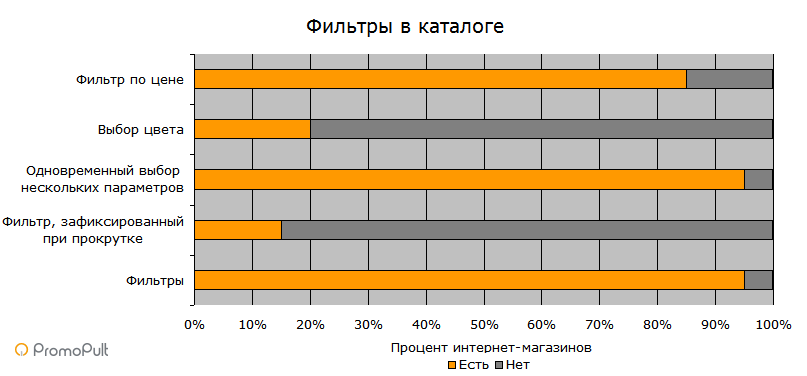 Фильтры в каталоге
Фильтр по цене
Выбор цвета
Одновременный выбор
нескольких параметров
Фильтр, зафиксированный
при прокрутке
Фильтры
0% 10% 20% 30% 40% 50% 60% 70% 80% 90% 100%
Процент интернет-магазинов
Есть Нет
PromoPult